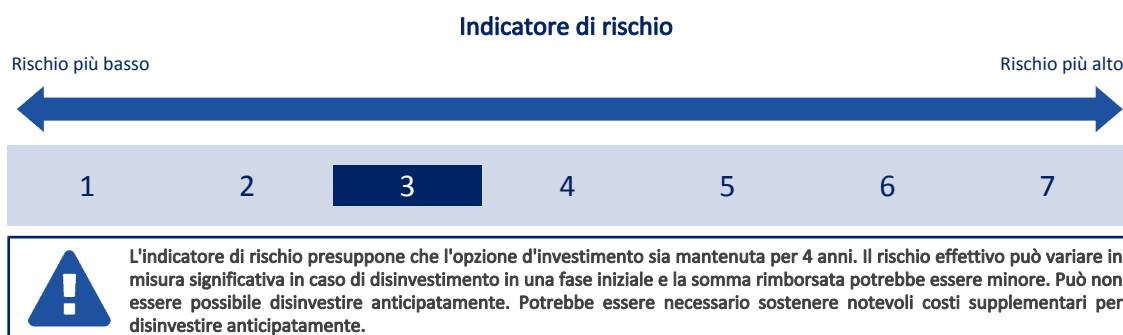 Indicatore di rischio
Rischio più basso
Rischio più alto
1 2 3 4 5 6 7
L'indicatore di rischio presuppone che l'opzione d'investimento sia mantenuta per 4 anni. Il rischio effettivo può variare in
misura significativa in caso di disinvestimento in una fase iniziale e la somma rimborsata potrebbe essere minore. Può non
essere possibile disinvestire anticipatamente. Potrebbe essere necessario sostenere notevoli costi supplementari per
disinvestire anticipatamente.